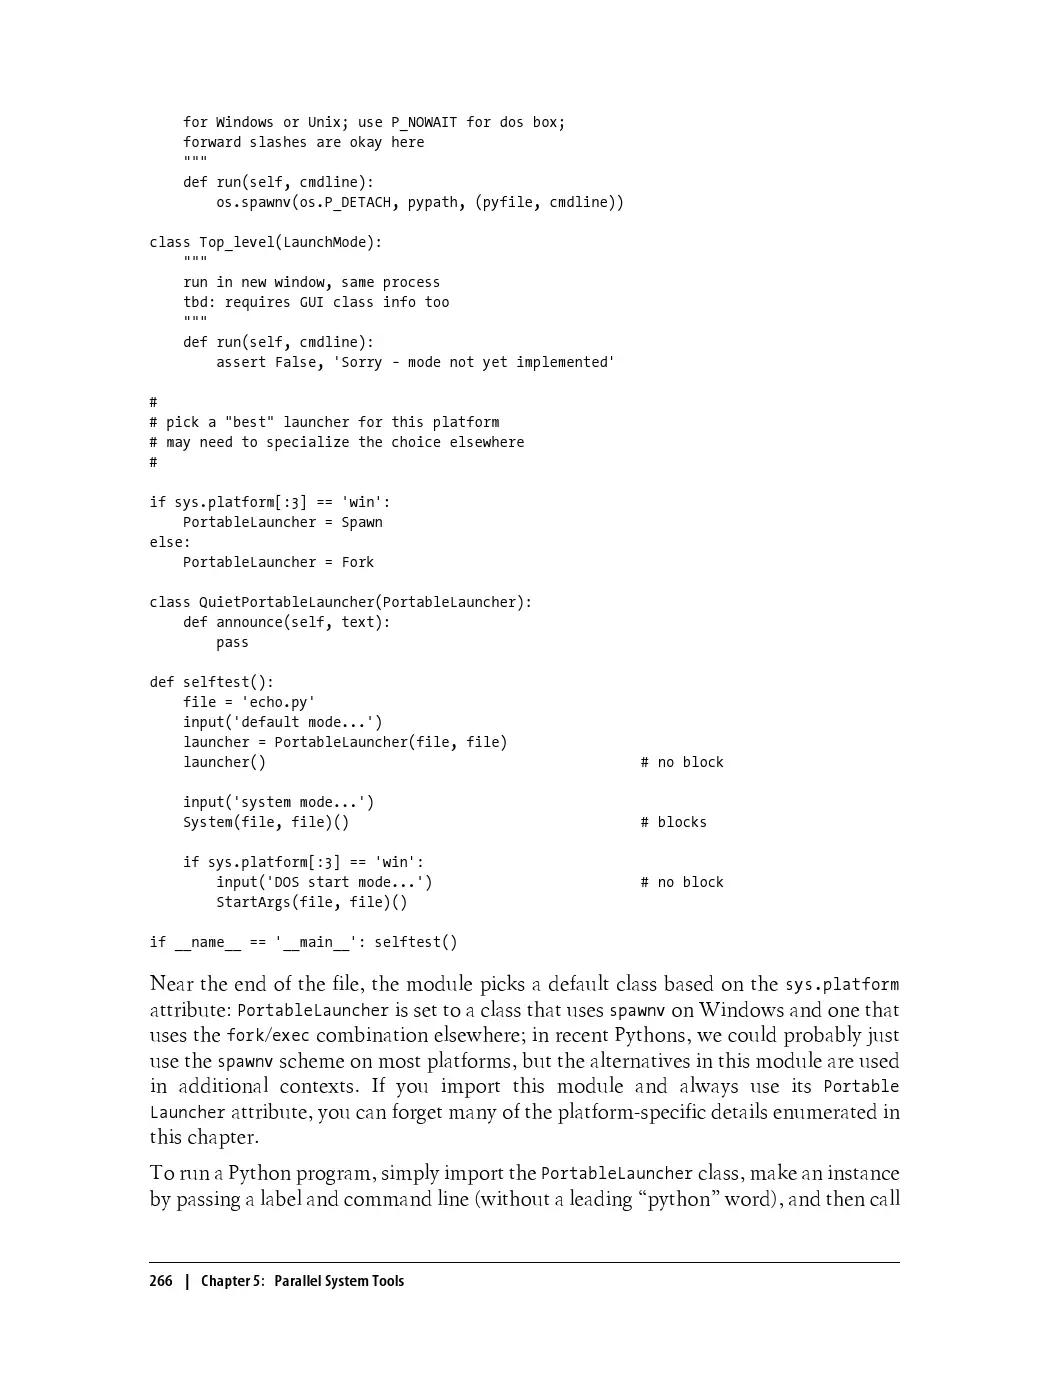 for Windows or Unix; use P_NOWAIT for dos box;
    forward slashes are okay here
    """
    def run(self, cmdline):
        os.spawnv(os.P_DETACH, pypath, (pyfile, cmdline))

class Top_level(LaunchMode):
    """
    run in new window, same process
    tbd: requires GUI class info too
    """
    def run(self, cmdline):
        assert False, 'Sorry - mode not yet implemented'

#
# pick a "best" launcher for this platform
# may need to specialize the choice elsewhere
#

if sys.platform[:3] == 'win':
    PortableLauncher = Spawn
else:
    PortableLauncher = Fork

class QuietPortableLauncher(PortableLauncher):
    def announce(self, text):
        pass

def selftest():
    file = 'echo.py'
    input('default mode...')
    launcher = PortableLauncher(file, file)
    launcher()                                             # no block

    input('system mode...')
    System(file, file)()                                   # blocks

    if sys.platform[:3] == 'win':
        input('DOS start mode...')                         # no block
        StartArgs(file, file)()

if __name__ == '__main__': selftest()

Near the end of the file, the module picks a default class based on the sys.platform
attribute: PortableLauncher is set to a class that uses spawnv on Windows and one that
uses the fork/exec combination elsewhere; in recent Pythons, we could probably just
use the spawnv scheme on most platforms, but the alternatives in this module are used
in additional contexts. If you import this module and always use its Portable
Launcher attribute, you can forget many of the platform-specific details enumerated in
this chapter.

To run a Python program, simply import the PortableLauncher class, make an instance
by passing a label and command line (without a leading “python” word), and then call

266 | Chapter 5: Parallel System Tools